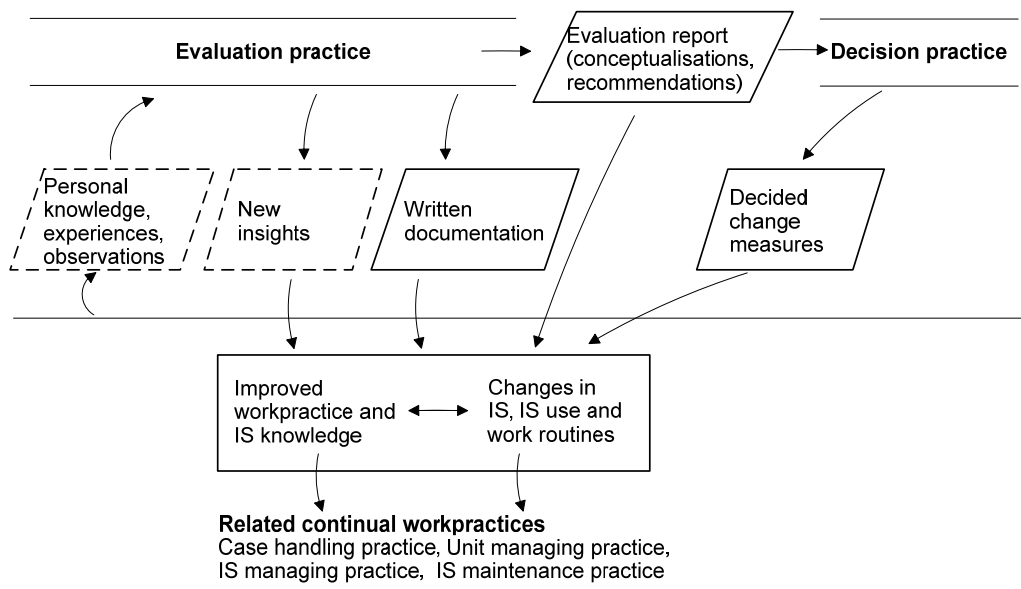 Evaluation practice
Evaluation report
(conceptualisations,
recommendations)
Decision practice
Personal
knowledge,
experiences,
observations
New
insights
Written
documentation
Decided
change
measures
Improved
workpractice and
IS knowledge
Changes in
IS, IS use and
work routines
Related continual workpractices
Case handling practice, Unit managing practice,
IS managing practice,  IS maintenance practice